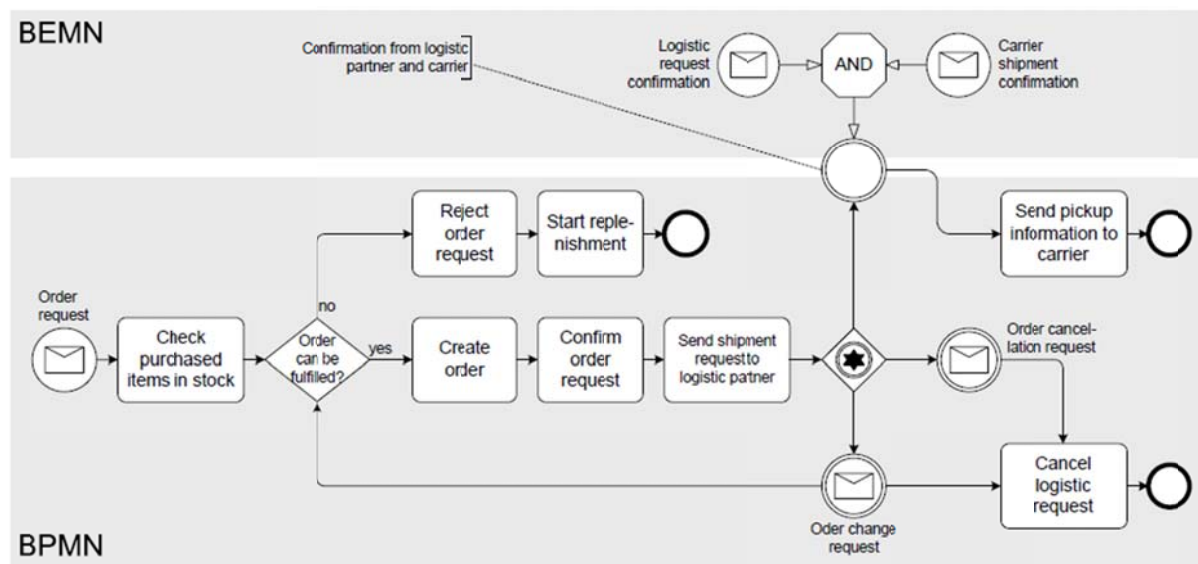 BEMN
Confirmation from logistic
partner and carrier
Logistic
request
confirmation
AND
Carrier
shipment
confirmation
Reject
order
request
Start reple-
nishment
Send pickup
information to
carrier
Order
request
no
Check
purchased
items in stock
Order
can be
fulfilled?
yes
Create
order
Confirm
order
request
Send shipment
request to
logistic patner
Order cancel-
lation request
Cancel
logistic
request
Oder change
request
BPMN